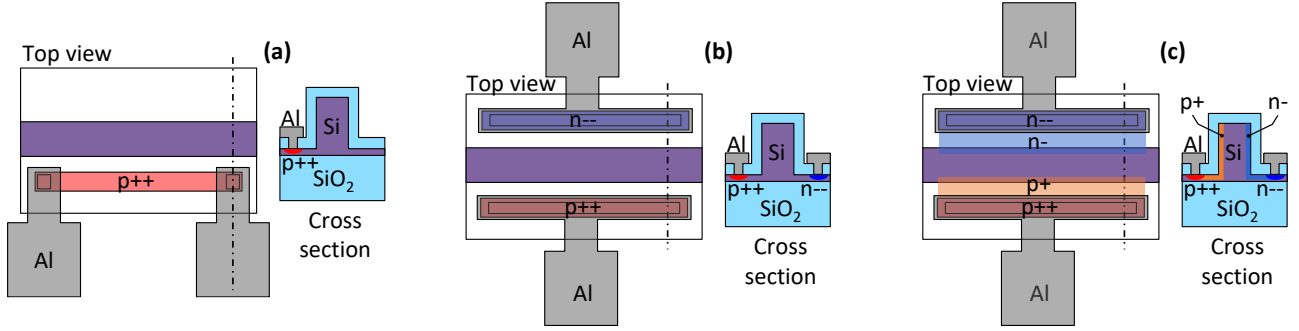 (a)
Top view
Al
Si
p++
p++
SiO2
Al
Cross
section
Al
(b)
Top view
n--
Al
Si
p++
n--
p++
SiO2
Al
Cross
section
Al
(c)
Top view
p+
n-
n--
n-
Al
Si
p+
p++
n--
p++
SiO2
Al
Cross
section